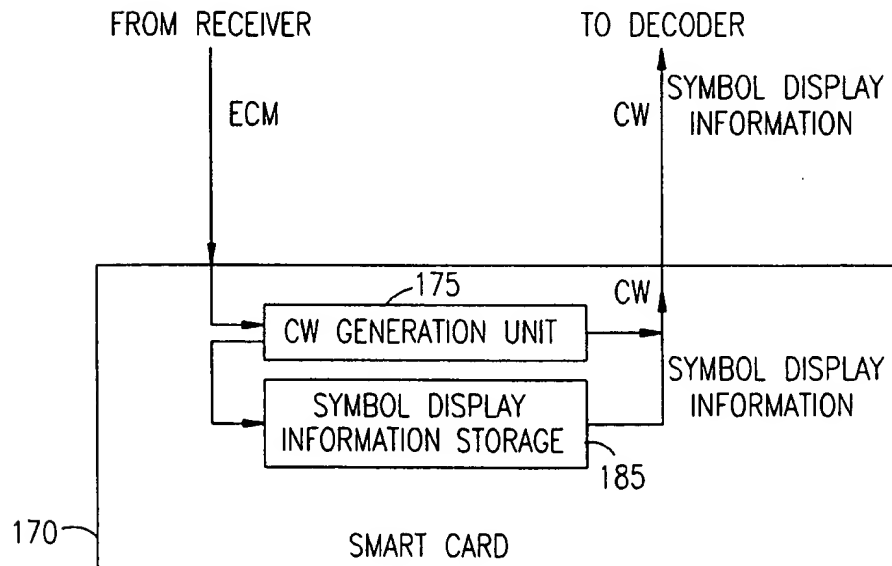 FROM RECEIVER
TO DECODER
ECM
CW
SYMBOL DISPLAY
INFORMATION
175
CW
CW GENERATION UNIT
SYMBOL DISPLAY
INFORMATION
SYMBOL DISPLAY
INFORMATION STORAGE
185
170
SMART CARD